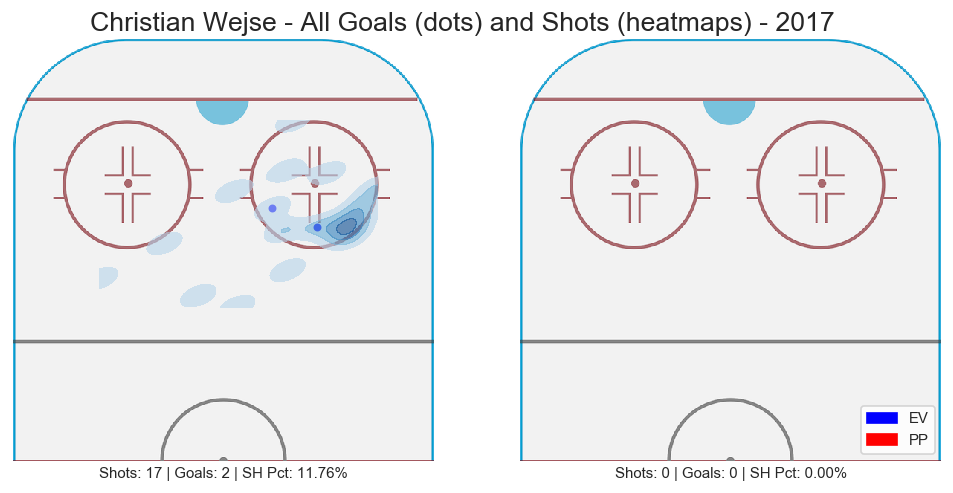 Christian Wejse - All Goals (dots) and Shots (heatmaps) - 2017
EV
PP
Shots: 17 | Goals: 2 | SH Pct: 11.76%
Shots: 0 | Goals: 0 | SH Pct: 0.00%